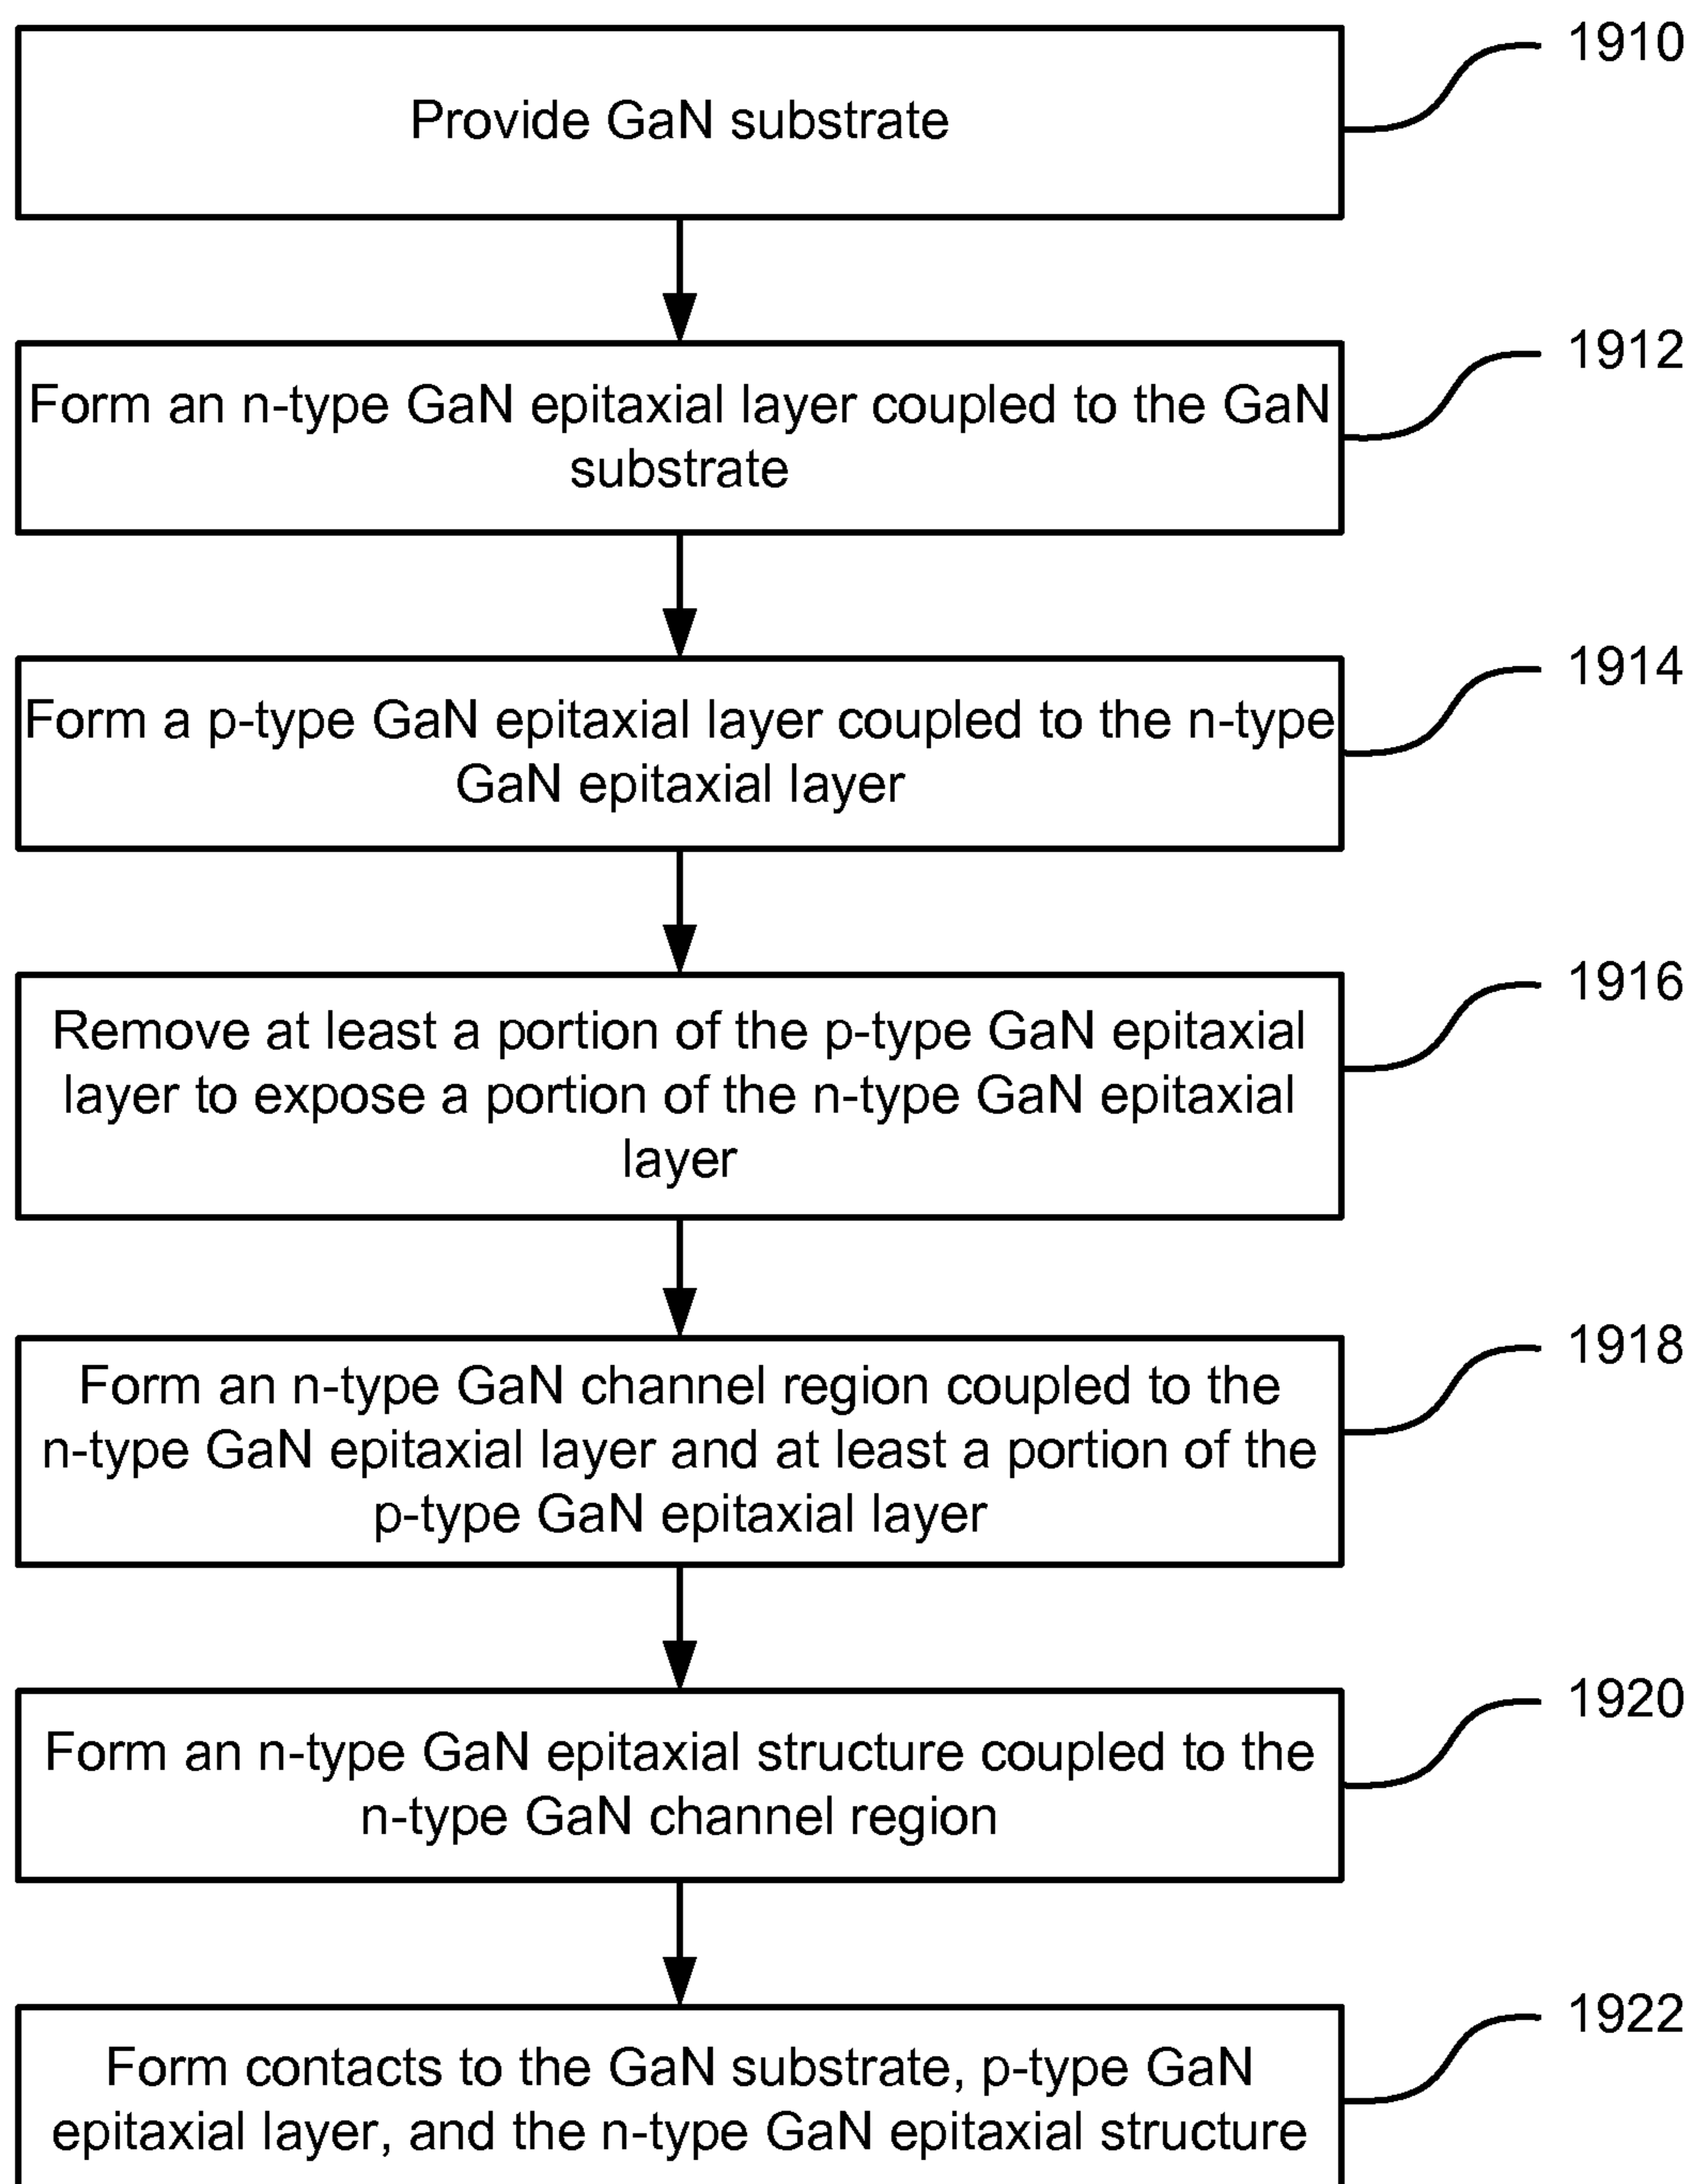 1910
Provide GaN substrate
1912
Form an n-type GaN epitaxial layer coupled to the GaN
substrate
1914
Form a p-type GaN epitaxial layer coupled to the n-type
GaN epitaxial layer
1916
Remove at least a portion of the p-type GaN epitaxial
layer to expose a portion of the n-type GaN epitaxial
layer
1918
Form an n-type GaN channel region coupled to the
n-type GaN epitaxial layer and at least a portion of the
p-type GaN epitaxial layer
1920
Form an n-type GaN epitaxial structure coupled to the
n-type GaN channel region
1922
Form contacts to the GaN substrate, p-type GaN
epitaxial layer, and the n-type GaN epitaxial structure